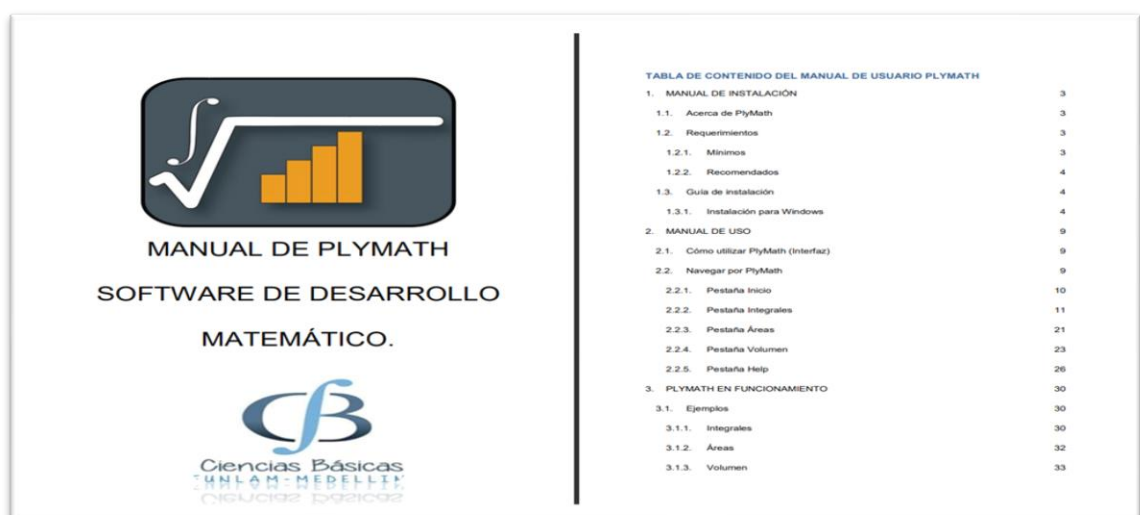 MANUAL DE PLYMATH
SOFTWARE DE DESARROLLO
MATEMÁTICO.
Ciencias Básicas
FUNLAM-MEDELLÍN
TABLA DE CONTENIDO DEL MANUAL DE USUARIO PLYMATH
1. MANUAL DE INSTALACIÓN 3
1.1. Acerca de PlyMath 3
1.2. Requerimientos 3
1.2.1. Mínimos 3
1.2.2. Recomendados 4
1.3. Guía de instalación 4
1.3.1. Instalación para Windows 4
2. MANUAL DE USO 9
2.1. Cómo utilizar PlyMath (Interfaz) 9
2.2. Navegar por PlyMath 9
2.2.1. Pestaña Inicio 10
2.2.2. Pestaña Integrales 11
2.2.3. Pestaña Áreas 21
2.2.4. Pestaña Volumen 23
2.2.5. Pestaña Help 26
3. PLYMATH EN FUNCIONAMIENTO 30
3.1. Ejemplos 30
3.1.1. Integrales 30
3.1.2. Áreas 32
3.1.3. Volumen 33